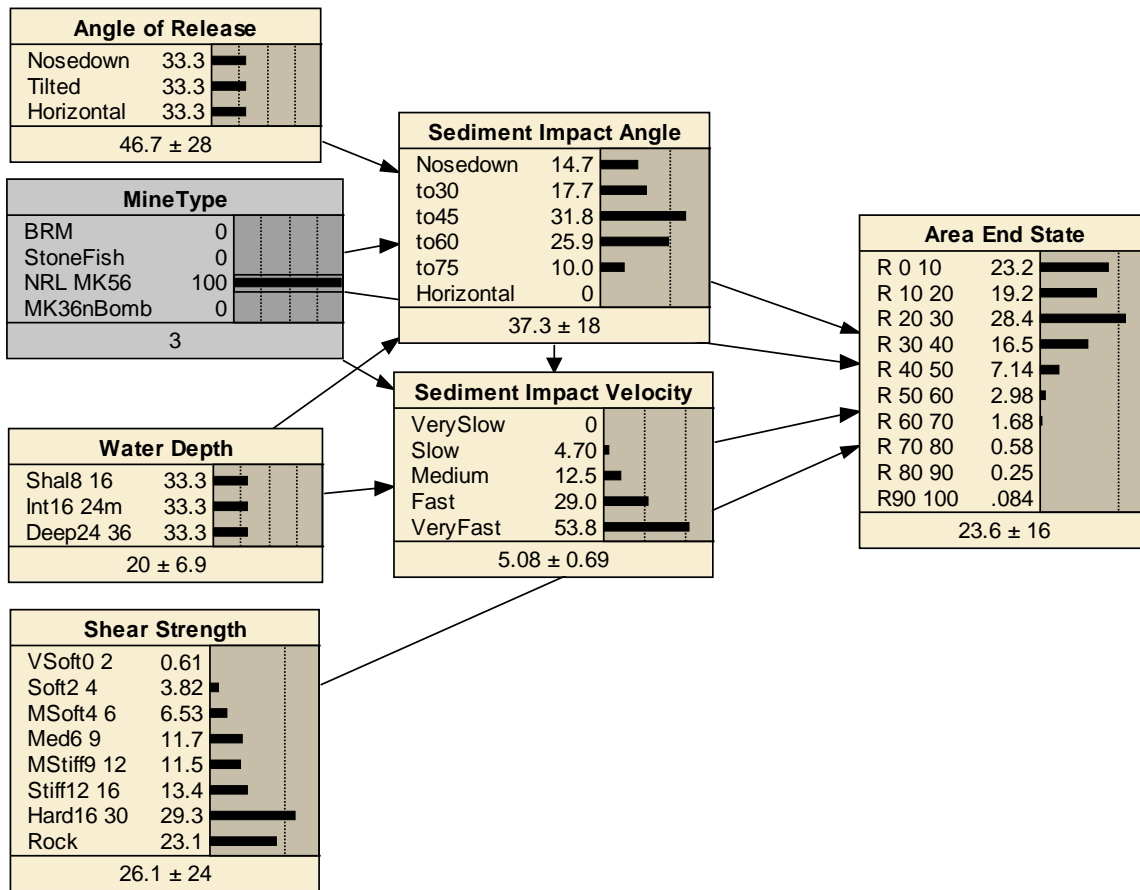 Angle of Release
Nosedown 33.3
Tilted 33.3
Horizontal 33.3
46.7 ± 28
MineType
BRM 0
StoneFish 0
NRL MK56 100
MK36nBomb 0
3
Water Depth
Shal8 16 33.3
Int16 24m 33.3
Deep24 36 33.3
20 ± 6.9
Shear Strength
VSoft0 2 0.61
Soft2 4 3.82
MSoft4 6 6.53
Med6 9 11.7
MStiff9 12 11.5
Stiff12 16 13.4
Hard16 30 29.3
Rock 23.1
26.1 ± 24
Sediment Impact Angle
Nosedown 14.7
to30 17.7
to45 31.8
to60 25.9
to75 10.0
Horizontal 0
37.3 ± 18
Sediment Impact Velocity
VerySlow 0
Slow 4.70
Medium 12.5
Fast 29.0
VeryFast 53.8
5.08 ± 0.69
Area End State
R 0 10 23.2
R 10 20 19.2
R 20 30 28.4
R 30 40 16.5
R 40 50 7.14
R 50 60 2.98
R 60 70 1.68
R 70 80 0.58
R 80 90 0.25
R90 100 .084
23.6 ± 16